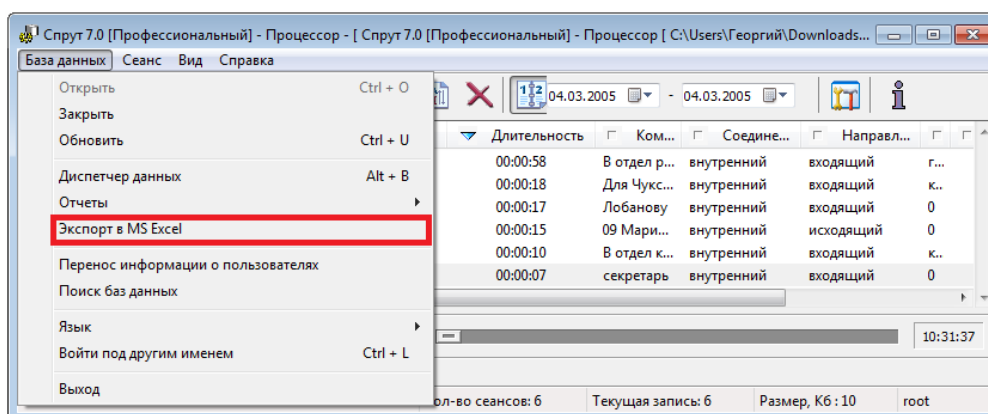 Спрут 7.0 [Профессиональный] - Процессор - [ Спрут 7.0 [Профессиональный] - Процессор [ C:\Users\Георгий\Downloads...
База данных Сеанс Вид Справка
Открыть Ctrl + O
Закрыть
Обновить Ctrl + U
Диспетчер данных Alt + B
Отчеты
Экспорт в MS Excel
Перенос информации о пользователях
Поиск баз данных
Язык
Войти под другим именем Ctrl + L
Выход
04.03.2005 - 04.03.2005
Длительность Ком... Соедине... Направл...
00:00:58 В отдел р... внутренний входящий г...
00:00:18 Для Чукс... внутренний входящий к...
00:00:17 Лобанову внутренний входящий 0
00:00:15 09 Мари... внутренний исходящий 0
00:00:10 В отдел к... внутренний входящий к...
00:00:07 секретарь внутренний входящий 0
10:31:37
ол-во сеансов: 6 Текущая запись: 6 Размер, Кб : 10 root